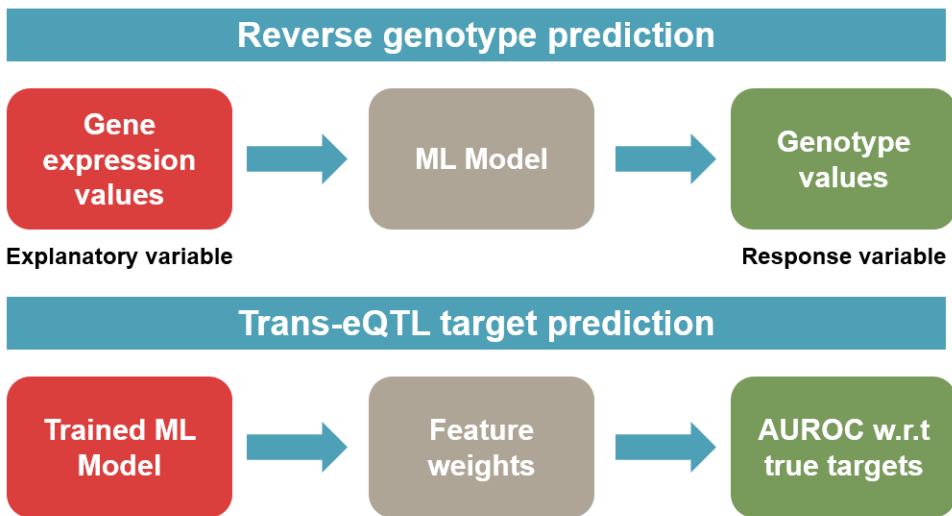 Reverse genotype prediction
Gene
expression
values
ML Model
Genotype
values
Explanatory variable
Response variable
Trans-eQTL target prediction
Trained ML
Model
Feature
weights
AUROC w.r.t
true targets